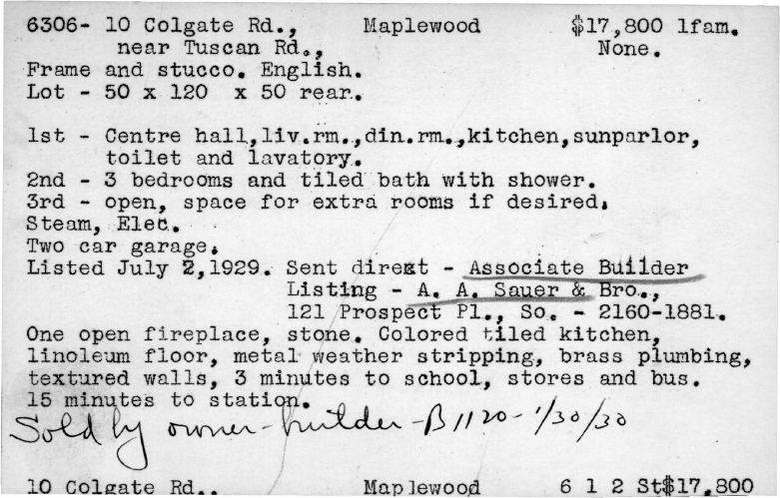 6306- 10 Colgate Rd., Maplewood $17,800 1fam.
near Tuscan Rd., None.
Frame and stucco. English.
Lot - 50 x 120 x 50 rear.
1st - Centre hall,liv.rm.,din.rm.,kitchen,sunparlor,
toilet and lavatory.
2nd - 3 bedrooms and tiled bath with shower.
3rd - open, space for extra rooms if desired.
Steam, Elec.
Two car garage.
Listed July 2,1929. Sent direct - Associate Builder
Listing - A. A. Sauer & Bro.,
121 Prospect Pl., So. - 2160-1881.
One open fireplace, stone. Colored tiled kitchen,
linoleum floor, metal weather stripping, brass plumbing,
textured walls, 3 minutes to school, stores and bus.
15 minutes to station.
Sold by owner-builder-B1120-1/30/30
10 Colgate Rd., Maplewood 6 1 2 St$17,800